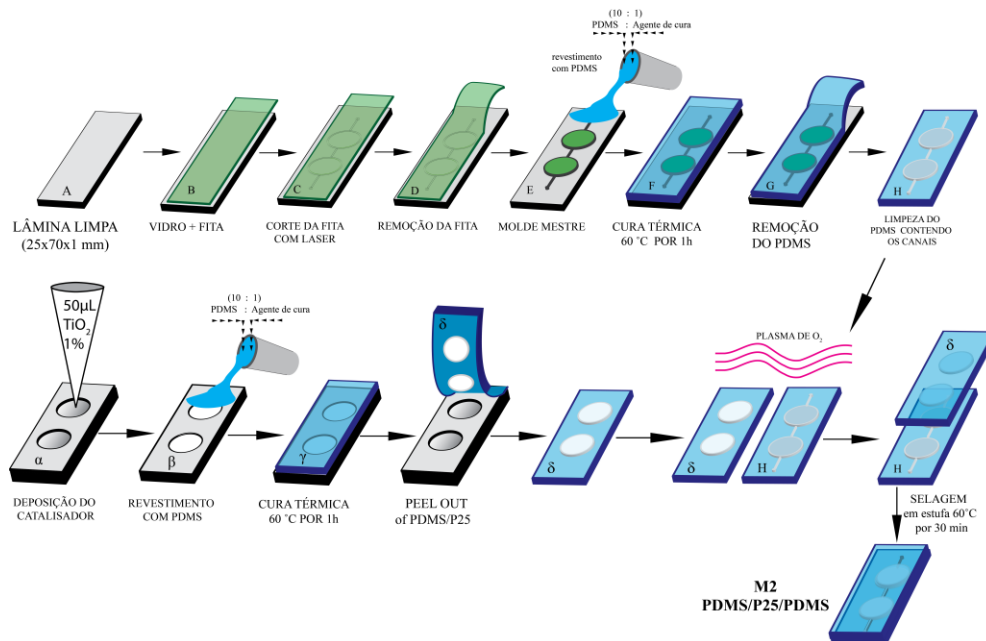 (10 : 1)
PDMS : Agente de cura
revestimento
com PDMS
A
B
C
D
E
F
G
H
LÂMINA LIMPA
(25x70x1 mm)
VIDRO + FITA
CORTE DA FITA
COM LASER
REMOÇÃO DA FITA
MOLDE MESTRE
CURA TÉRMICA
60 ˚C POR 1h
REMOÇÃO
DO PDMS
LIMPEZA DO
PDMS CONTENDO
OS CANAIS
50μL
TiO2
1%
(10 : 1)
PDMS : Agente de cura
δ
PLASMA DE O2
δ
α
β
γ
δ
δ
H
H
DEPOSIÇÃO DO
CATALISADOR
REVESTIMENTO
COM PDMS
CURA TÉRMICA
60 ˚C POR 1h
PEEL OUT
of PDMS/P25
SELAGEM
em estufa 60˚C
por 30 min
M2
PDMS/P25/PDMS